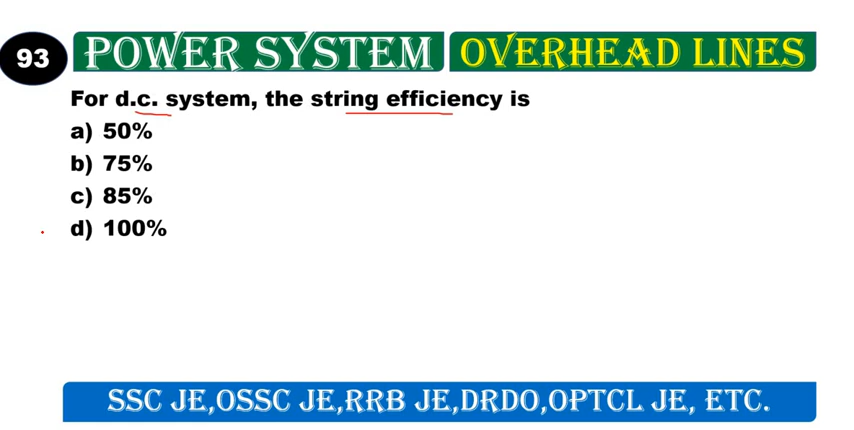 93
POWER SYSTEM
OVERHEAD LINES
For d.c. system, the string efficiency is
a) 50%
b) 75%
c) 85%
d) 100%
SSC JE,OSSC JE,RRB JE,DRDO,OPTCL JE, ETC.